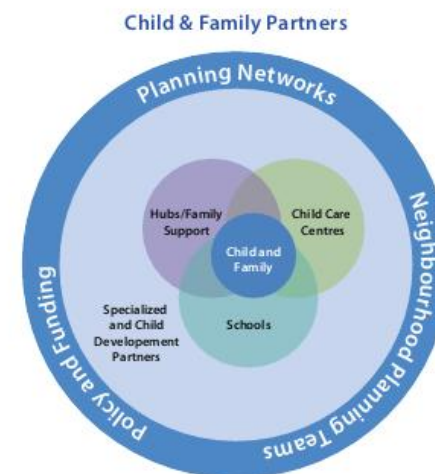 Child & Family Partners
Planning Networks
Neighbourhood Planning Teams
Policy and Funding
Hubs/Family
Support
Child Care
Centres
Child and
Family
Schools
Specialized
and Child
Developement
Partners